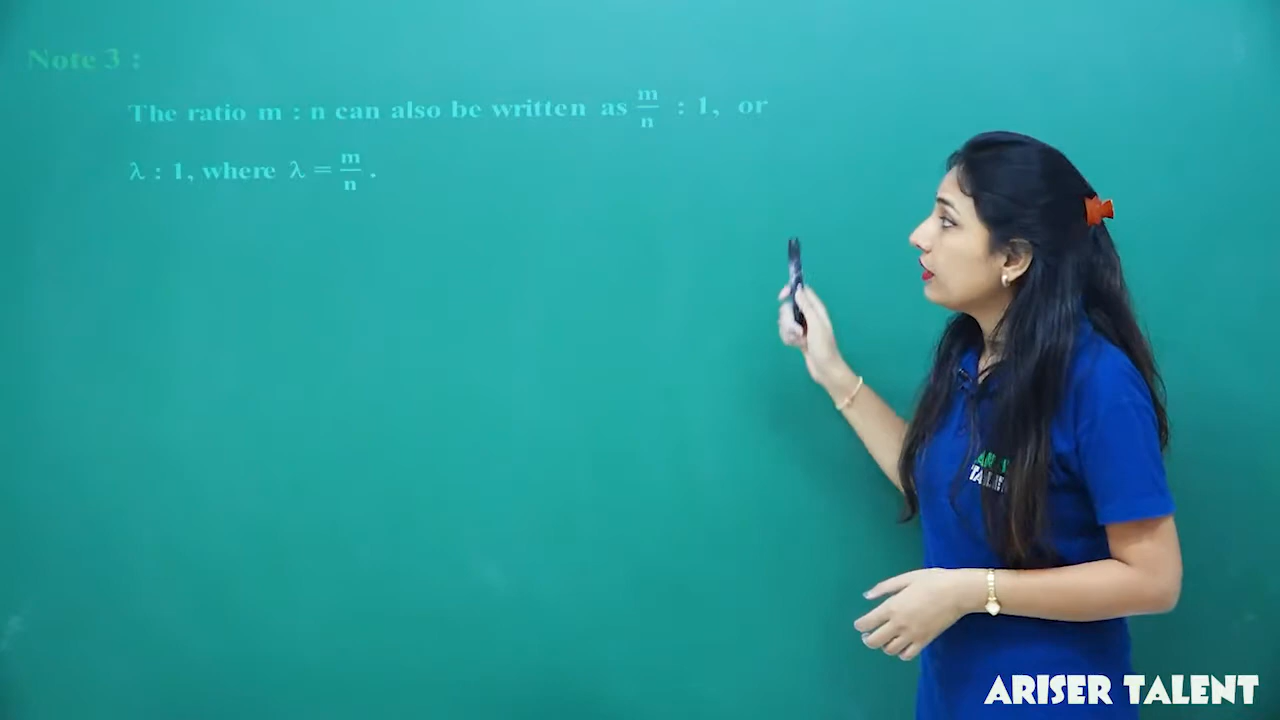 Note 3 :
The ratio m : n can also be written as m/n : 1, or
λ : 1, where λ = m/n .
ARISER TALENT